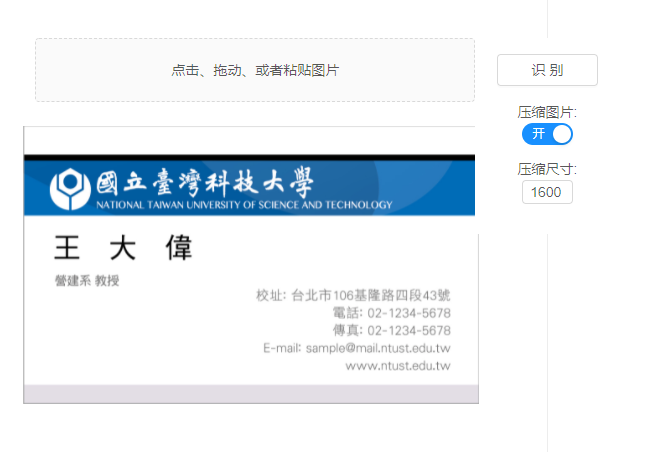 点击、拖动、或者粘贴图片
识 别
压缩图片:
开
压缩尺寸:
1600
國立臺灣科技大學
NATIONAL TAIWAN UNIVERSITY OF SCIENCE AND TECHNOLOGY
王 大 偉
營建系 教授
校址: 台北市106基隆路四段43號
電話: 02-1234-5678
傳真: 02-1234-5678
E-mail: sample@mail.ntust.edu.tw
www.ntust.edu.tw